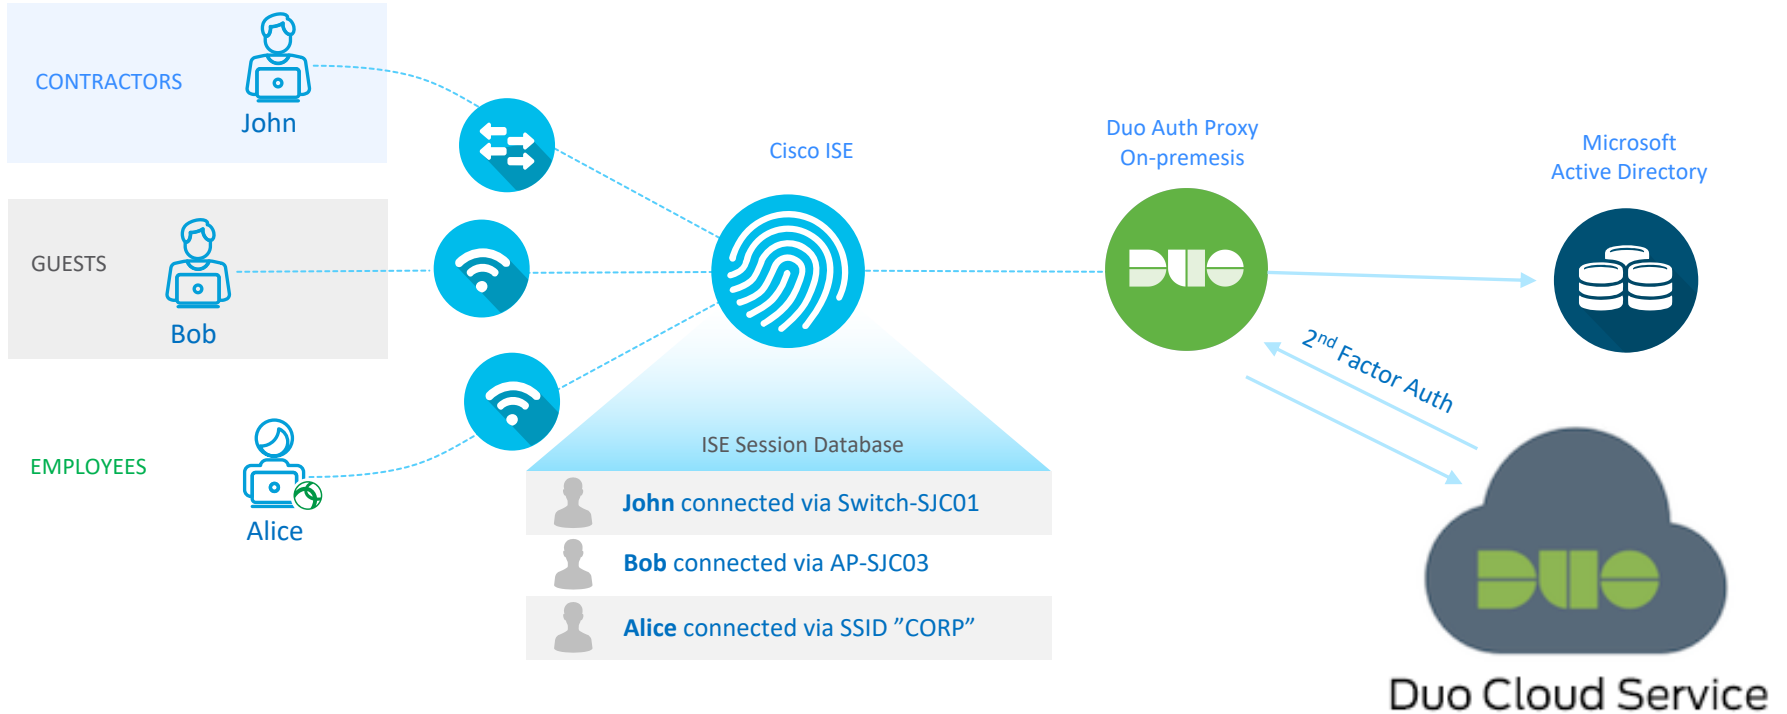 CONTRACTORS
John
GUESTS
Bob
EMPLOYEES
Alice
Cisco ISE
ISE Session Database
John connected via Switch-SJC01
Bob connected via AP-SJC03
Alice connected via SSID ”CORP”
Duo Auth Proxy
On-premesis
DUO
Microsoft
Active Directory
2nd Factor Auth
DUO
Duo Cloud Service